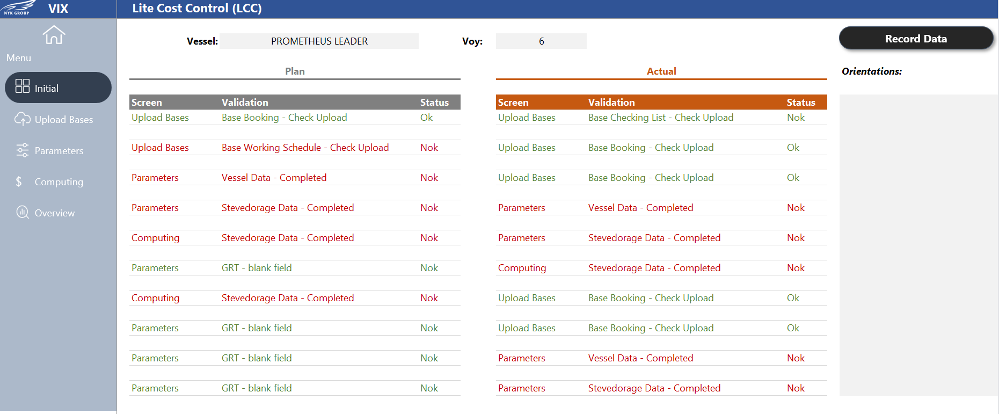 NYK GROUP
VIX
Lite Cost Control (LCC)
Menu
Initial
Upload Bases
Parameters
$ Computing
Overview
Vessel: PROMETHEUS LEADER
Voy: 6
Record Data
Plan
Screen Validation Status
Upload Bases Base Booking - Check Upload Ok
Upload Bases Base Working Schedule - Check Upload Nok
Parameters Vessel Data - Completed Nok
Parameters Stevedorage Data - Completed Nok
Computing Stevedorage Data - Completed Nok
Parameters GRT - blank field Nok
Computing Stevedorage Data - Completed Nok
Parameters GRT - blank field Nok
Parameters GRT - blank field Nok
Parameters GRT - blank field Nok
Actual
Screen Validation Status
Upload Bases Base Checking List - Check Upload Nok
Upload Bases Base Booking - Check Upload Ok
Upload Bases Base Booking - Check Upload Ok
Parameters Vessel Data - Completed Nok
Parameters Stevedorage Data - Completed Nok
Computing Stevedorage Data - Completed Nok
Upload Bases Base Booking - Check Upload Ok
Upload Bases Base Booking - Check Upload Ok
Parameters Vessel Data - Completed Nok
Parameters Stevedorage Data - Completed Nok
Orientations: